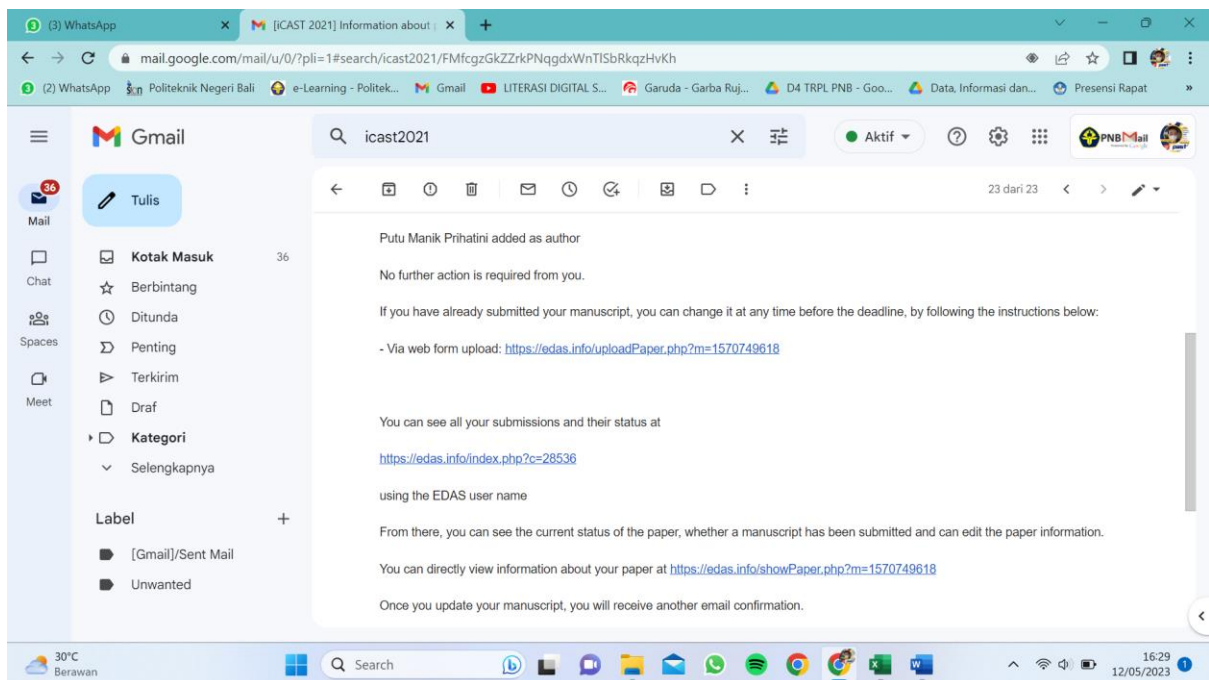 (3) WhatsApp
[iCAST 2021] Information about
mail.google.com/mail/u/0/?pli=1#search/icast2021/FMfcgzGkZZrkPNqgdxWnTlSbRkqzHvKh
(2) WhatsApp Politeknik Negeri Bali e-Learning - Politek... Gmail LITERASI DIGITAL S... Garuda - Garba Ruj... D4 TRPL PNB - Goo... Data, Informasi dan... Presensi Rapat »
Gmail
icast2021
Aktif
PNBMail
36
Mail
Chat
Spaces
Meet
Tulis
Kotak Masuk 36
Berbintang
Ditunda
Penting
Terkirim
Draf
Kategori
Selengkapnya
Label
[Gmail]/Sent Mail
Unwanted
23 dari 23
Putu Manik Prihatini added as author
No further action is required from you.
If you have already submitted your manuscript, you can change it at any time before the deadline, by following the instructions below:
- Via web form upload: https://edas.info/uploadPaper.php?m=1570749618
You can see all your submissions and their status at
https://edas.info/index.php?c=28536
using the EDAS user name
From there, you can see the current status of the paper, whether a manuscript has been submitted and can edit the paper information.
You can directly view information about your paper at https://edas.info/showPaper.php?m=1570749618
Once you update your manuscript, you will receive another email confirmation.
30°C
Berawan
Search
16:29
12/05/2023
1